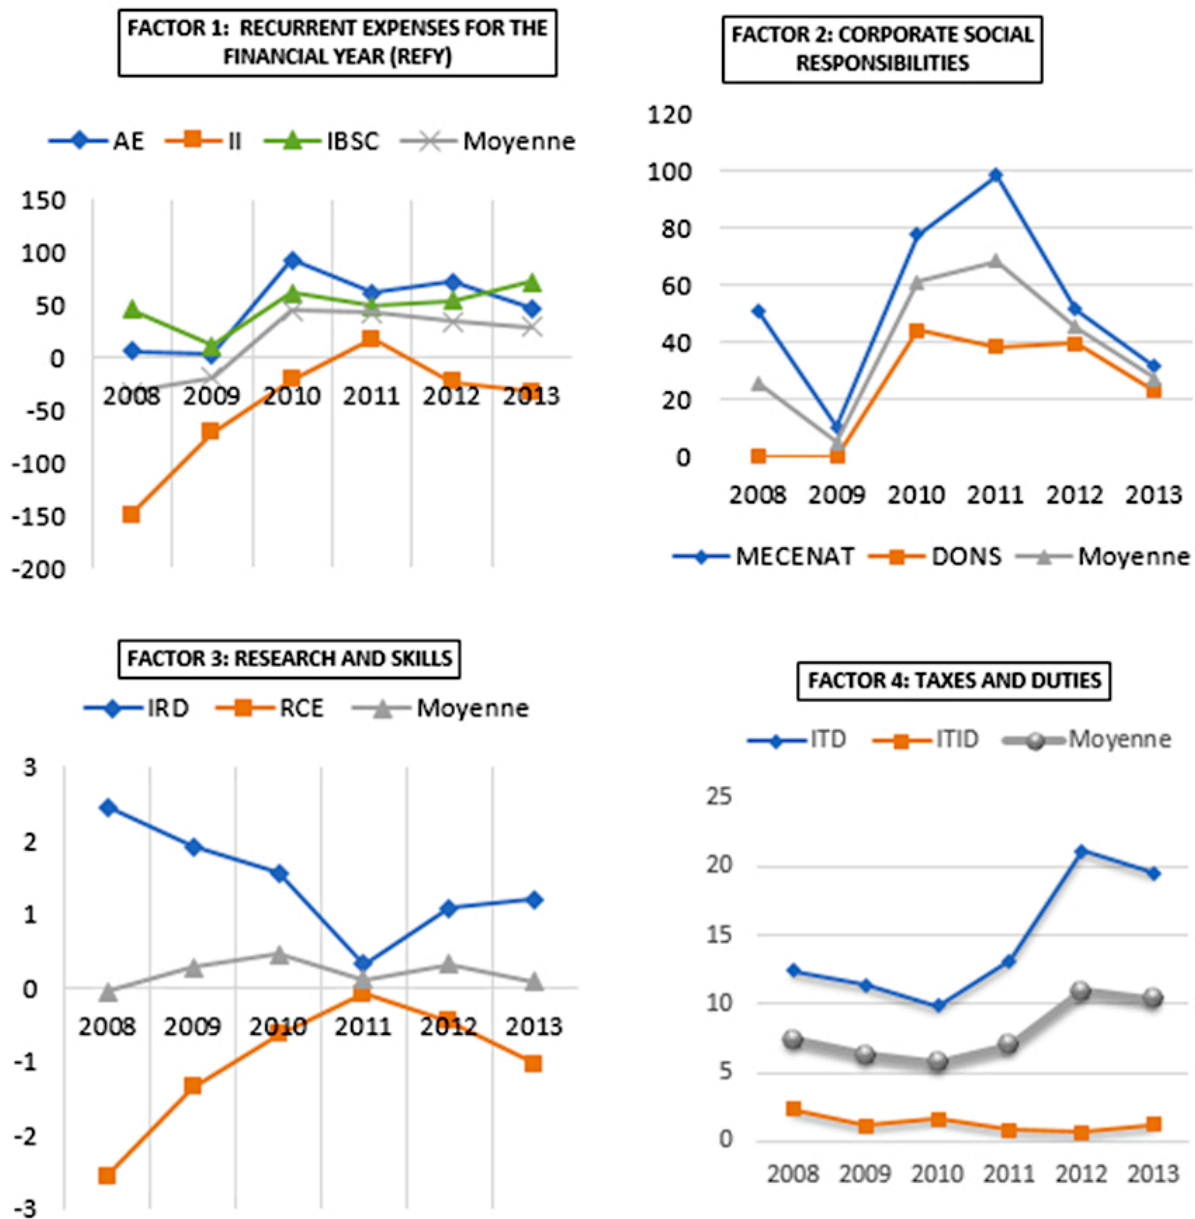 FACTOR 1: RECURRENT EXPENSES FOR THE
FINANCIAL YEAR (REFY)
AE II IBSC Moyenne
150
100
50
0
-50
-100
-150
-200
2008 2009 2010 2011 2012 2013
FACTOR 2: CORPORATE SOCIAL
RESPONSIBILITIES
120
100
80
60
40
20
0
2008 2009 2010 2011 2012 2013
MECENAT DONS Moyenne
FACTOR 3: RESEARCH AND SKILLS
IRD RCE Moyenne
3
2
1
0
-1
-2
-3
2008 2009 2010 2011 2012 2013
FACTOR 4: TAXES AND DUTIES
ITD ITID Moyenne
25
20
15
10
5
0
2008 2009 2010 2011 2012 2013